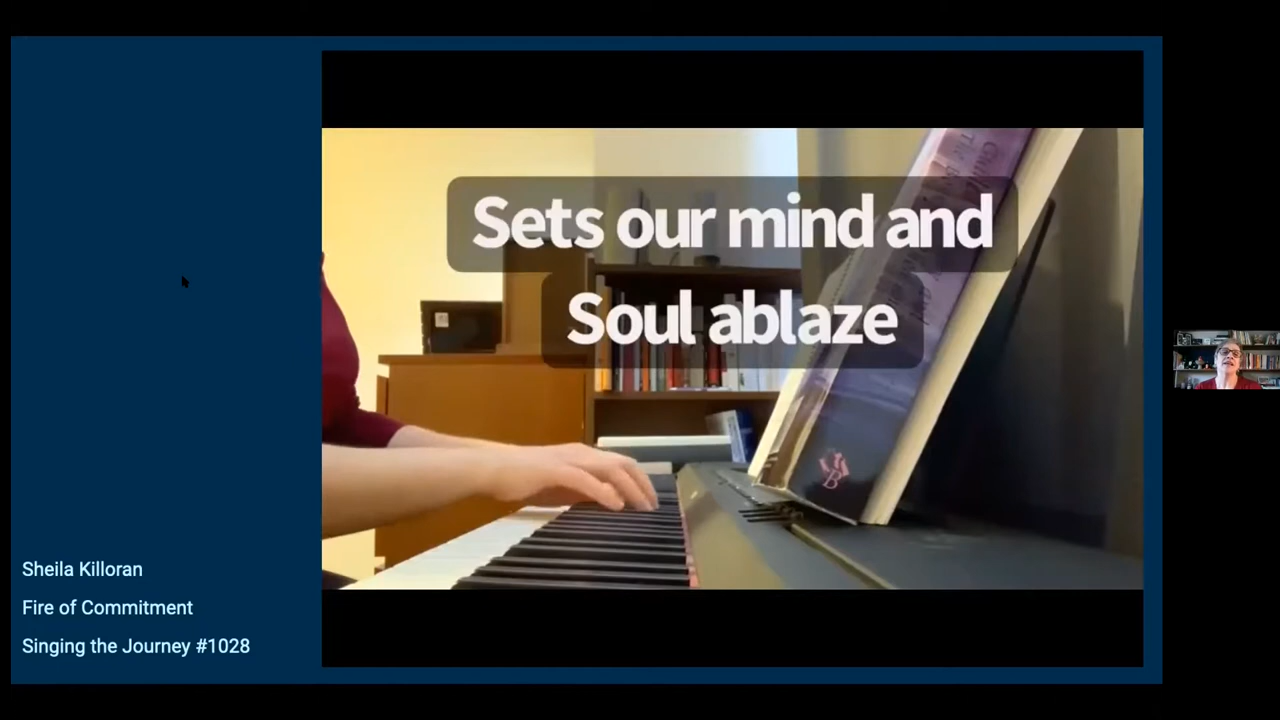 Sets our mind and
Soul ablaze
Sheila Killoran
Fire of Commitment
Singing the Journey #1028